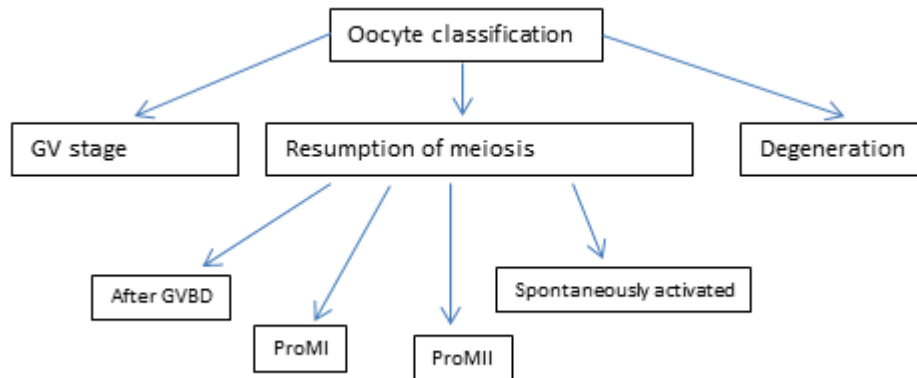 Oocyte classification
GV stage
Resumption of meiosis
Degeneration
After GVBD
Spontaneously activated
ProMI
ProMII